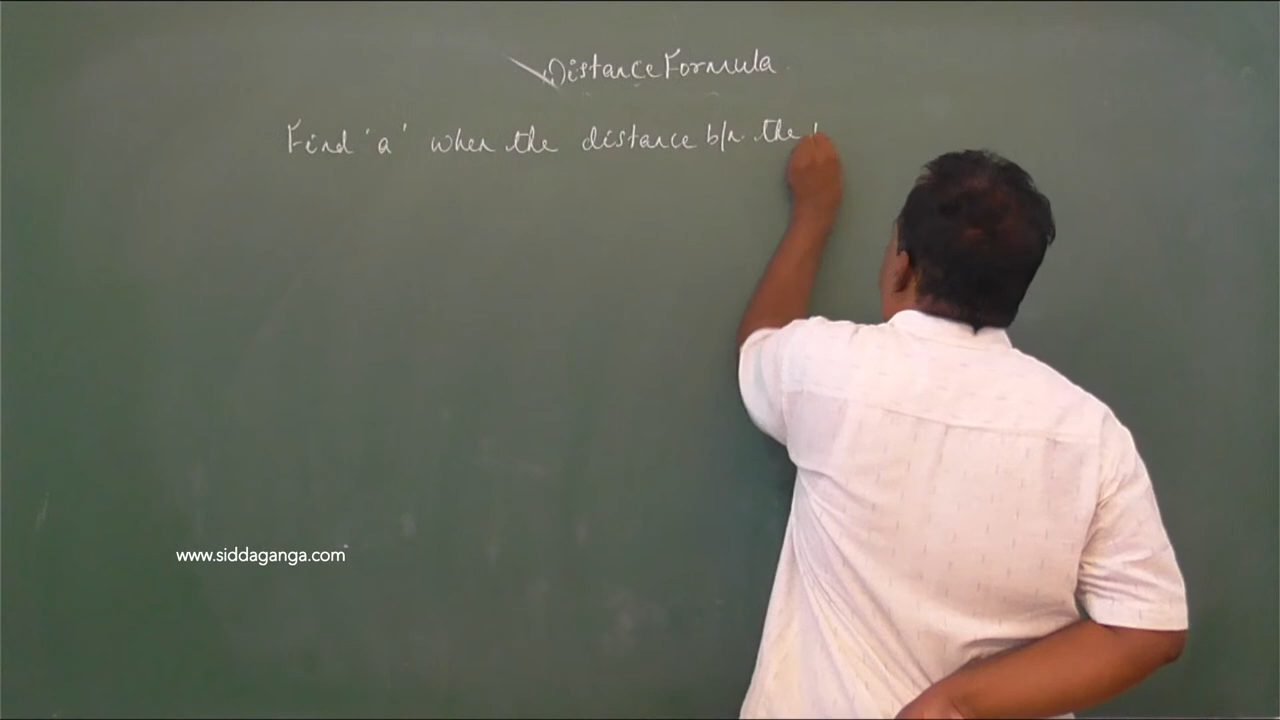 Distance Formula
Find 'a' when the distance b/n the
www.siddaganga.com